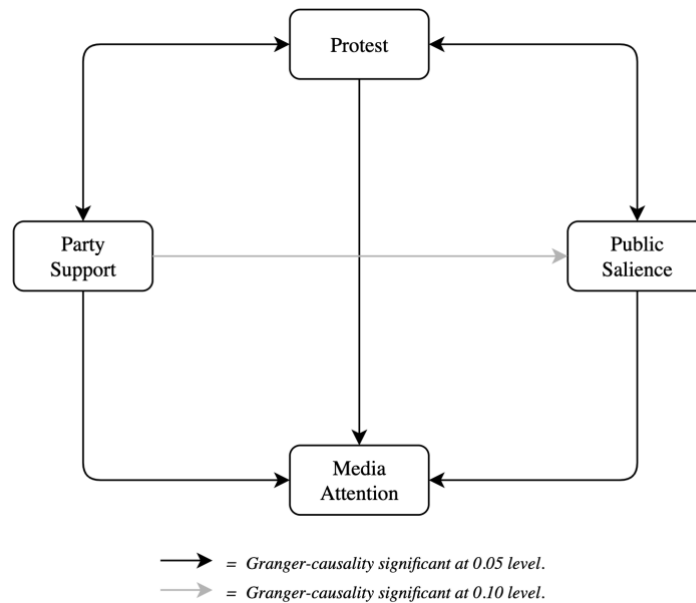 Protest
Party
Support
Public
Salience
Media
Attention
= Granger-causality significant at 0.05 level.
= Granger-causality significant at 0.10 level.